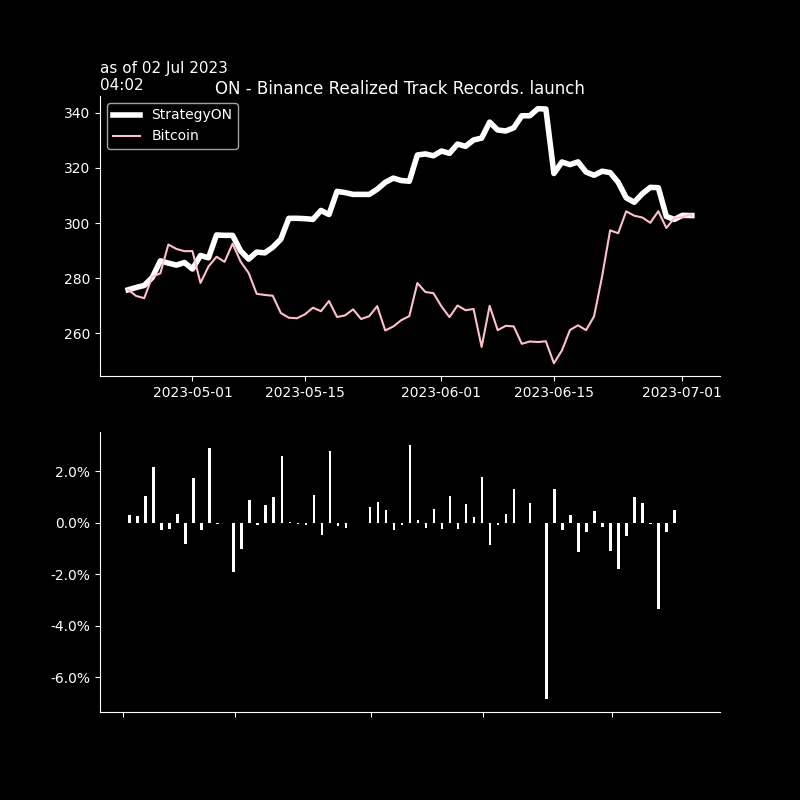 as of 02 Jul 2023
04:02
ON - Binance Realized Track Records. launch
StrategyON
Bitcoin
340
320
300
280
260
2023-05-01 2023-05-15 2023-06-01 2023-06-15 2023-07-01
2.0%
0.0%
-2.0%
-4.0%
-6.0%